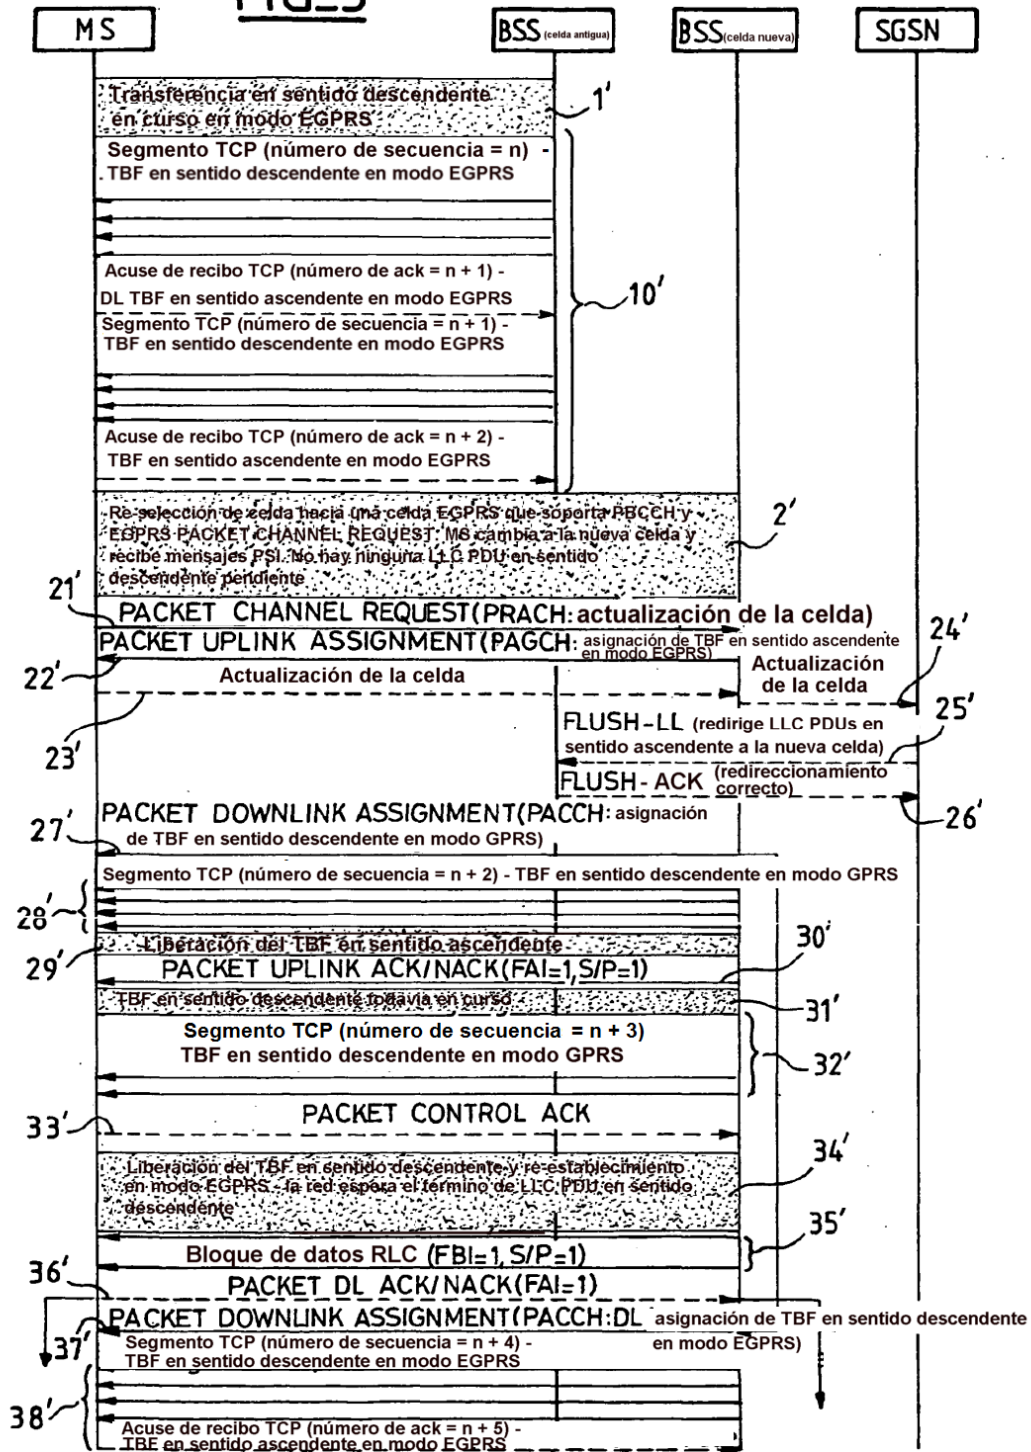 FIG_3
MS
BSS (celda antigua)
BSS (celda nueva)
SGSN
Transferencia en sentido descendente
en curso en modo EGPRS
1'
Segmento TCP (número de secuencia = n) -
TBF en sentido descendente en modo EGPRS
Acuse de recibo TCP (número de ack = n + 1) -
DL TBF en sentido ascendente en modo EGPRS
10'
Segmento TCP (número de secuencia = n + 1) -
TBF en sentido descendente en modo EGPRS
Acuse de recibo TCP (número de ack = n + 2) -
TBF en sentido ascendente en modo EGPRS
Re-selección de celda hacia una celda EGPRS que soporta PBCCH y
EGPRS PACKET CHANNEL REQUEST. MS cambia a la nueva celda y
recibe mensajes PSI. No hay ninguna LLC PDU en sentido
descendente pendiente
2'
21'
PACKET CHANNEL REQUEST(PRACH: actualización de la celda)
PACKET UPLINK ASSIGNMENT(PAGCH: asignación de TBF en sentido ascendente
en modo EGPRS)
24'
22'
Actualización de la celda
Actualización
de la celda
23'
25'
FLUSH-LL (redirige LLC PDUs en
sentido ascendente a la nueva celda)
FLUSH-ACK (redireccionamiento
correcto)
26'
PACKET DOWNLINK ASSIGNMENT(PACCH: asignación
de TBF en sentido descendente en modo GPRS)
27'
Segmento TCP (número de secuencia = n + 2) - TBF en sentido descendente en modo GPRS
28'
Liberación del TBF en sentido ascendente
29'
30'
PACKET UPLINK ACK/NACK(FAI=1,S/P=1)
TBF en sentido descendente todavía en curso
31'
Segmento TCP (número de secuencia = n + 3)
TBF en sentido descendente en modo GPRS
32'
PACKET CONTROL ACK
33'
Liberación del TBF en sentido descendente y re-establecimiento
en modo EGPRS - la red espera el término de LLC PDU en sentido
descendente
34'
35'
Bloque de datos RLC (FBI=1, S/P=1)
36'
PACKET DL ACK/NACK(FAI=1)
PACKET DOWNLINK ASSIGNMENT(PACCH:DL asignación de TBF en sentido descendente
en modo EGPRS)
37'
Segmento TCP (número de secuencia = n + 4) -
TBF en sentido descendente en modo EGPRS
38'
Acuse de recibo TCP (número de ack = n + 5) -
TBF en sentido ascendente en modo EGPRS